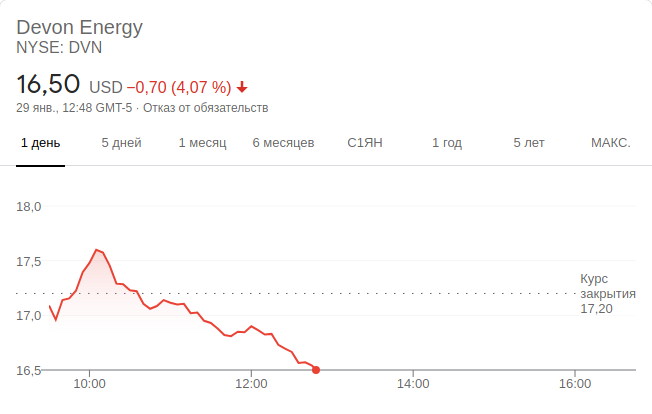 Devon Energy
NYSE: DVN
16,50 USD −0,70 (4,07 %)
29 янв., 12:48 GMT-5 · Отказ от обязательств
1 день 5 дней 1 месяц 6 месяцев С1ЯН 1 год 5 лет МАКС.
18,0
17,5
Курс
закрытия
17,20
17,0
16,5
10:00 12:00 14:00 16:00